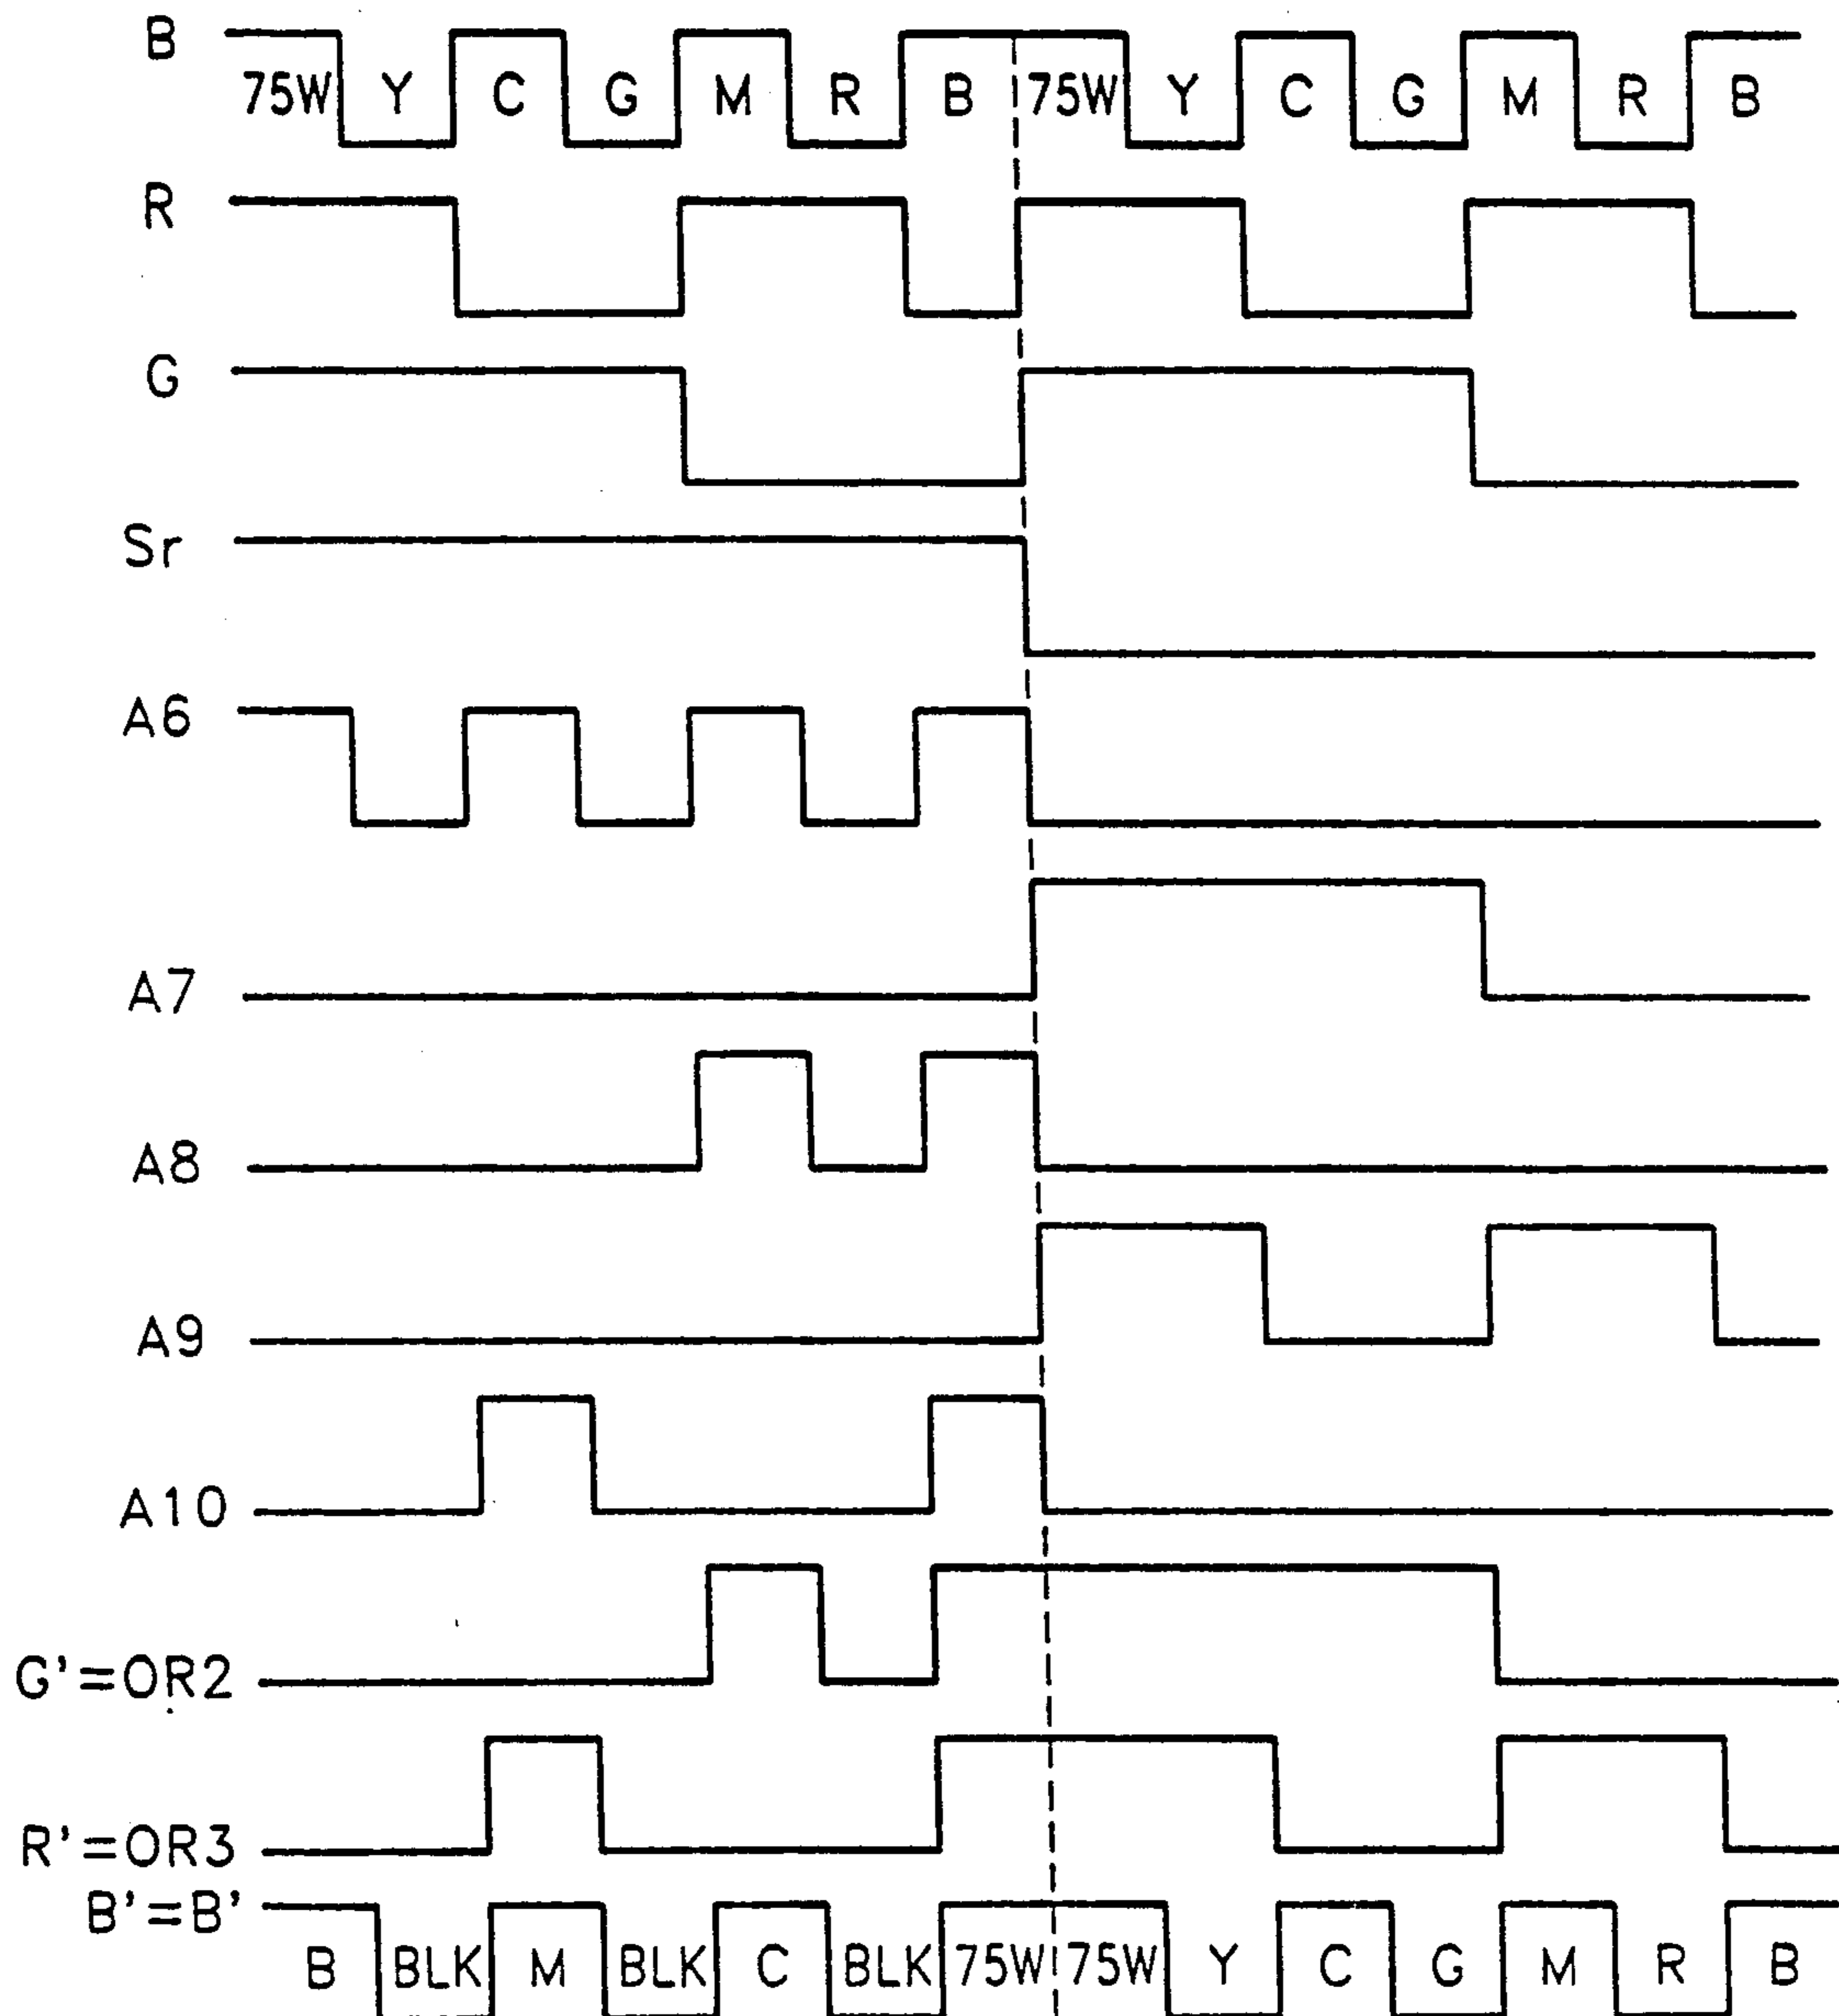 B
75W Y C G M R B 75W Y C G M R B
R
G
Sr
A6
A7
A8
A9
A10
G'=OR2
R'=OR3
B'=B'
B BLK M BLK C BLK 75W 75W Y C G M R B